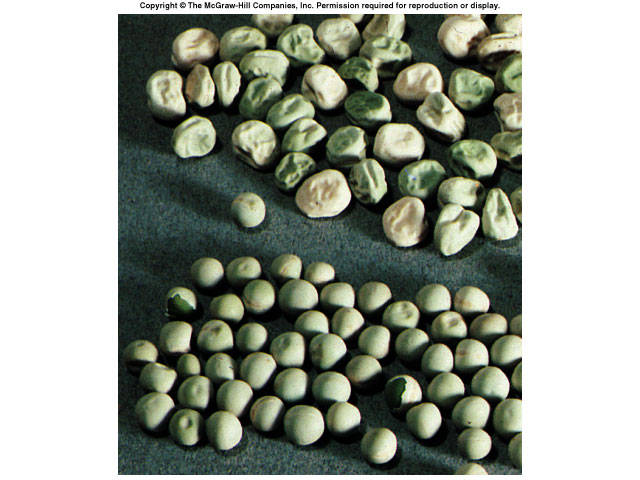 Copyright © The McGraw-Hill Companies, Inc. Permission required for reproduction or display.